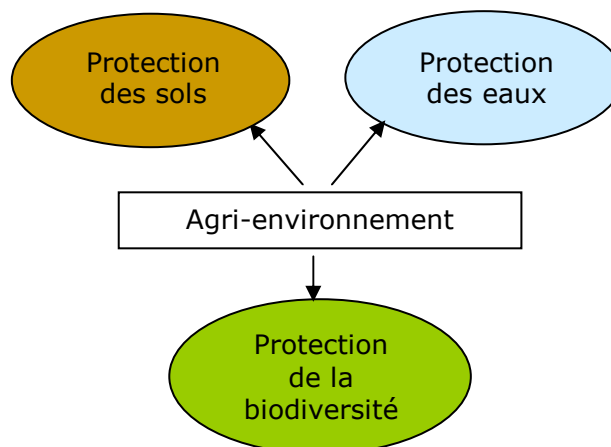 Protection
des sols
Protection
des eaux
Agri-environnement
Protection
de la
biodiversité